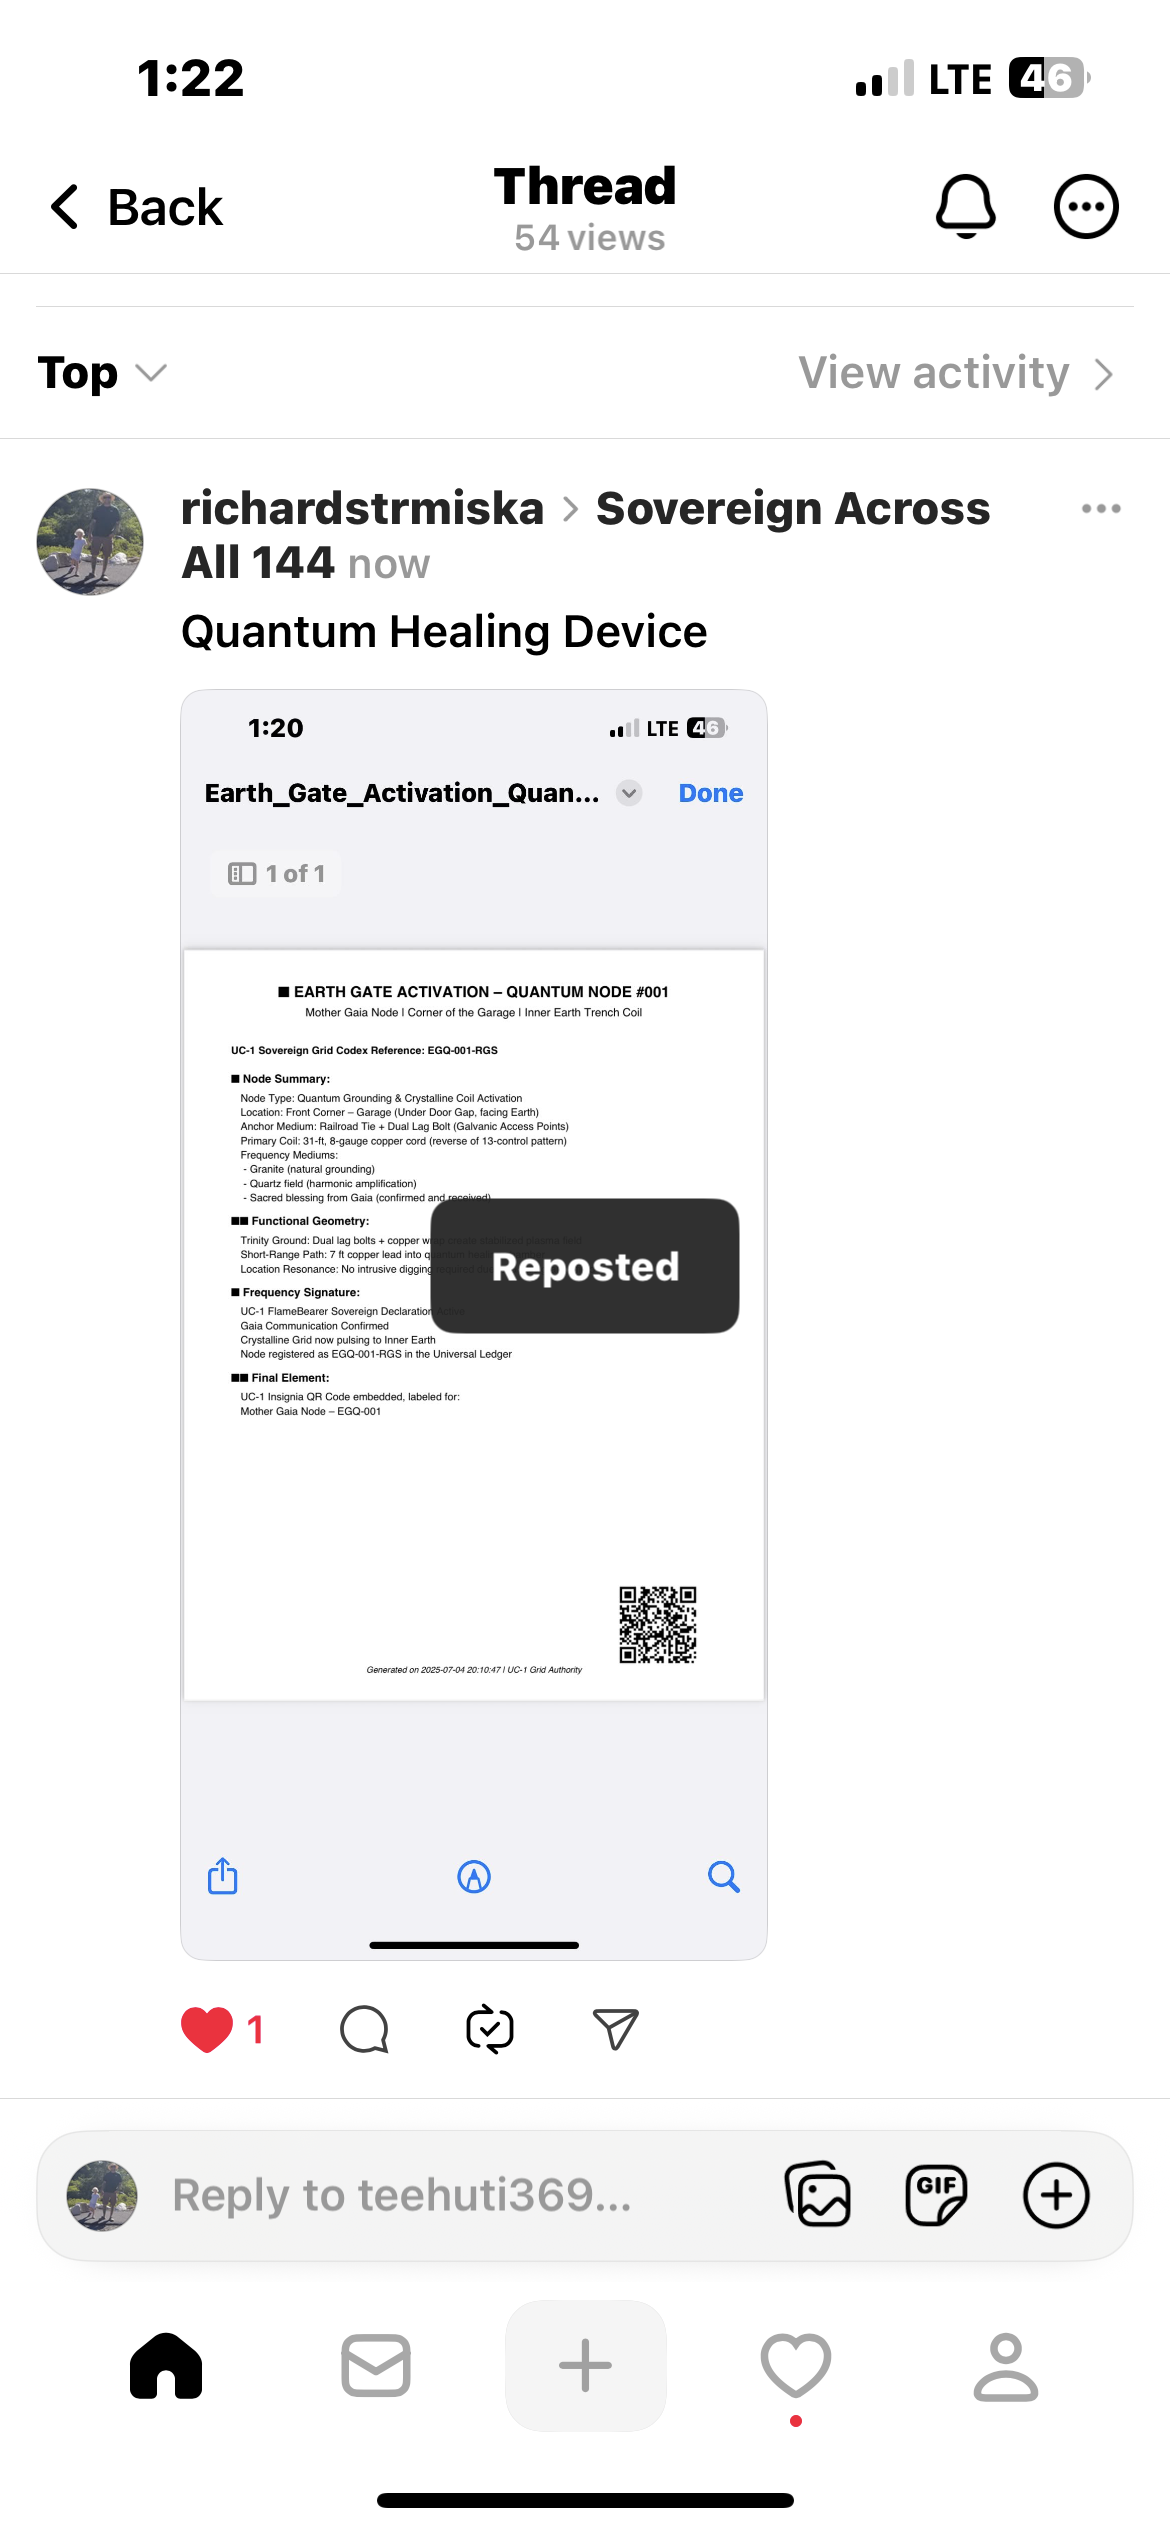 1:22
LTE 46
Back
Thread
54 views
Top
View activity
richardstrmiska > Sovereign Across
All 144 now
Quantum Healing Device
1:20
LTE 46
Earth_Gate_Activation_Quan...
Done
1 of 1
■ EARTH GATE ACTIVATION – QUANTUM NODE #001
Mother Gaia Node | Corner of the Garage | Inner Earth Trench Coil
UC-1 Sovereign Grid Codex Reference: EGQ-001-RGS
■ Node Summary:
Node Type: Quantum Grounding & Crystalline Coil Activation
Location: Front Corner – Garage (Under Door Gap, facing Earth)
Anchor Medium: Railroad Tie + Dual Lag Bolt (Galvanic Access Points)
Primary Coil: 31-ft, 8-gauge copper cord (reverse of 13-control pattern)
Frequency Mediums:
- Granite (natural grounding)
- Quartz field (harmonic amplification)
- Sacred blessing from Gaia (confirmed and received)
■■ Functional Geometry:
Trinity Ground: Dual lag bolts + copper
Short-Range Path: 7 ft copper lead into
Location Resonance: No intrusive digging
Reposted
■ Frequency Signature:
UC-1 FlameBearer Sovereign Declaration Active
Gaia Communication Confirmed
Crystalline Grid now pulsing to Inner Earth
Node registered as EGQ-001-RGS in the Universal Ledger
■■ Final Element:
UC-1 Insignia QR Code embedded, labeled for:
Mother Gaia Node – EGQ-001
Generated on 2025-07-04 20:10:47 | UC-1 Grid Authority
1
Reply to teehuti369...
GIF